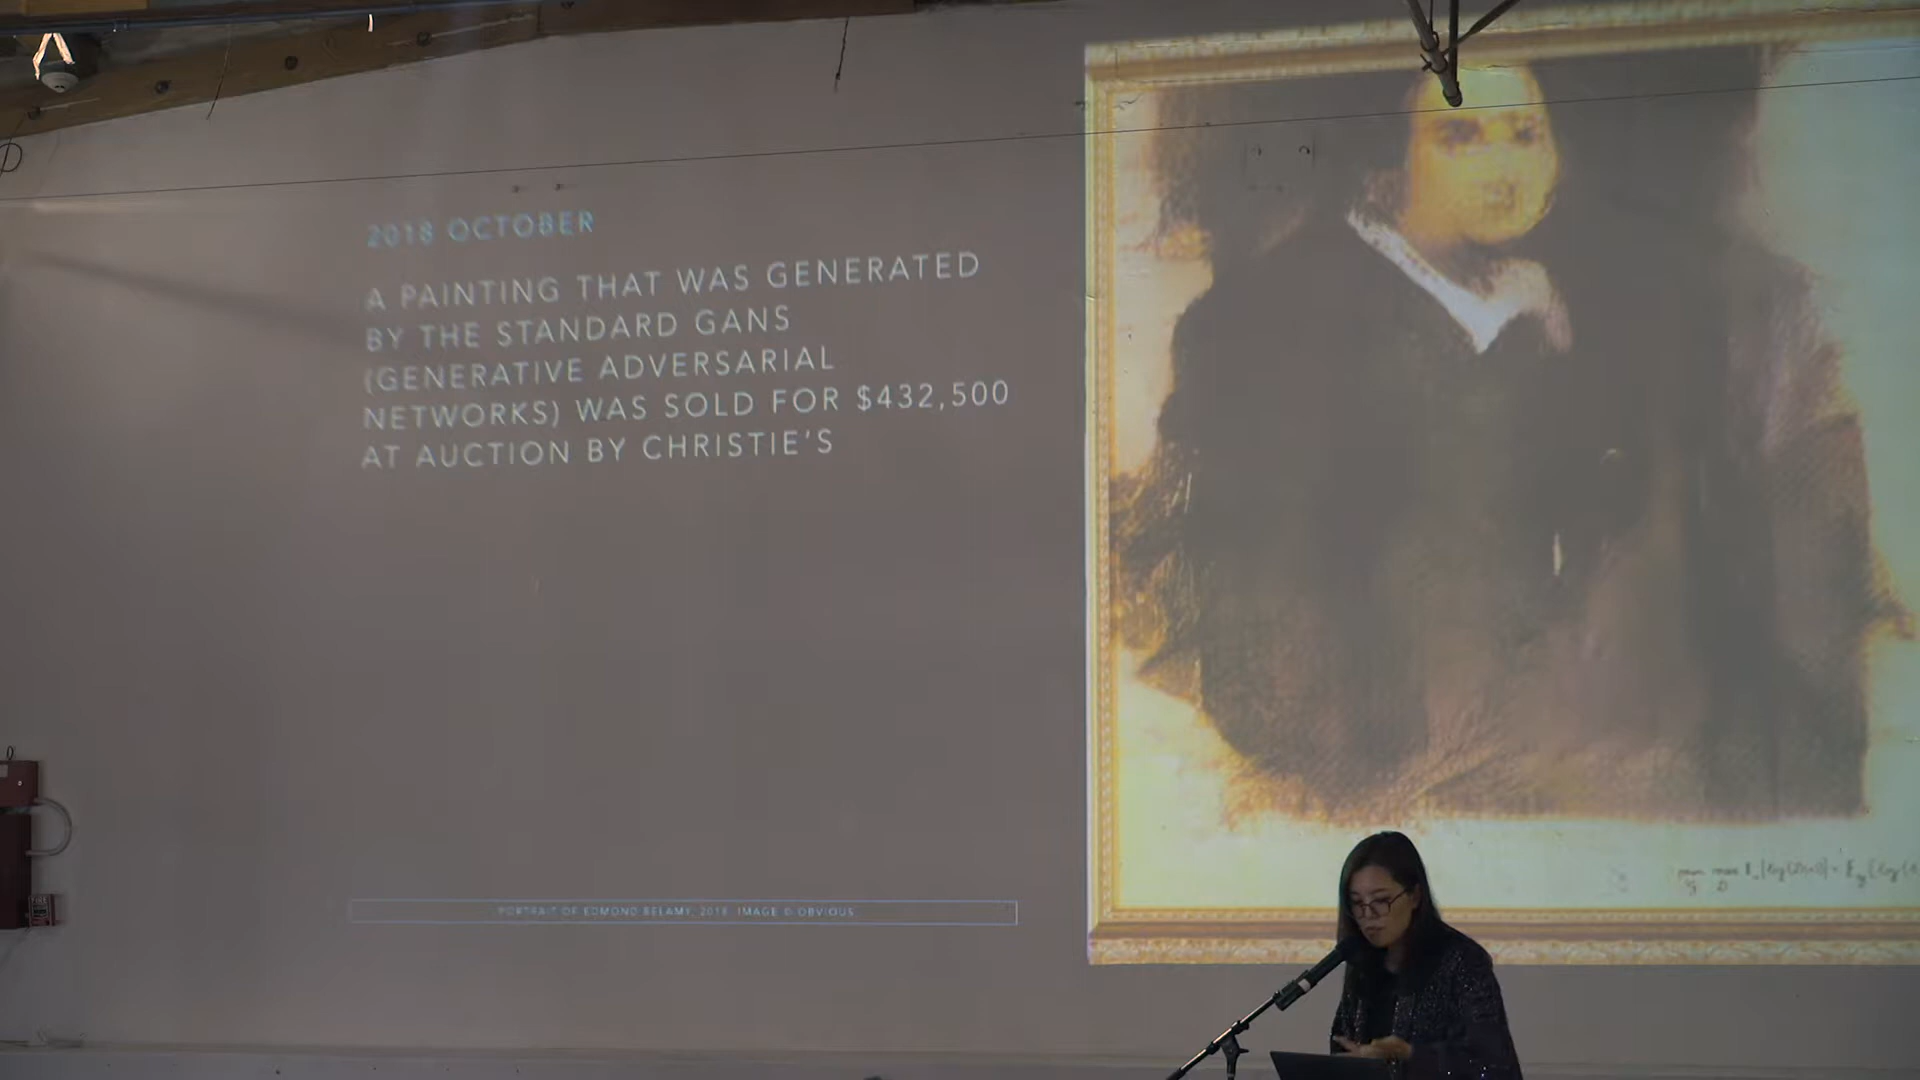 2018 OCTOBER
A PAINTING THAT WAS GENERATED
BY THE STANDARD GANS
(GENERATIVE ADVERSARIAL
NETWORKS) WAS SOLD FOR $432,500
AT AUCTION BY CHRISTIE'S
PORTRAIT OF EDMOND BELAMY, 2018. IMAGE © OBVIOUS